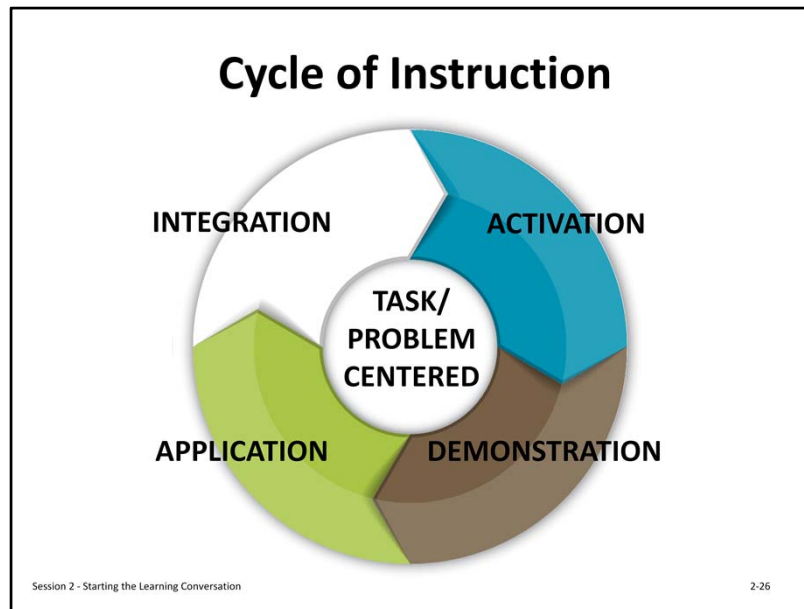 Cycle of Instruction
INTEGRATION
ACTIVATION
TASK/
PROBLEM
CENTERED
APPLICATION
DEMONSTRATION
Session 2 - Starting the Learning Conversation
2-26